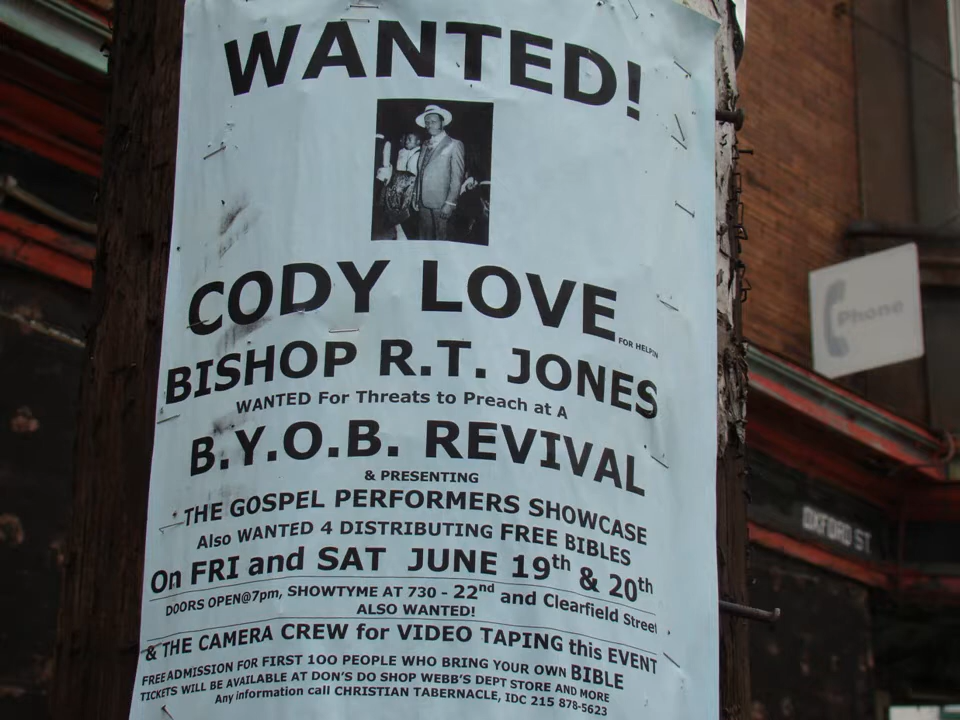 WANTED!
CODY LOVE FOR HELPIN
BISHOP R.T. JONES
WANTED For Threats to Preach at A
B.Y.O.B. REVIVAL
& PRESENTING
THE GOSPEL PERFORMERS SHOWCASE
Also WANTED 4 DISTRIBUTING FREE BIBLES
On FRI and SAT JUNE 19th & 20th
DOORS OPEN@7pm, SHOWTYME AT 730 - 22nd and Clearfield Street
ALSO WANTED!
& THE CAMERA CREW for VIDEO TAPING this EVENT
FREE ADMISSION FOR FIRST 100 PEOPLE WHO BRING YOUR OWN BIBLE
TICKETS WILL BE AVAILABLE AT DON'S DO SHOP WEBB'S DEPT STORE AND MORE
Any information call CHRISTIAN TABERNACLE, IDC 215 878-5623
Phone
OXFORD ST